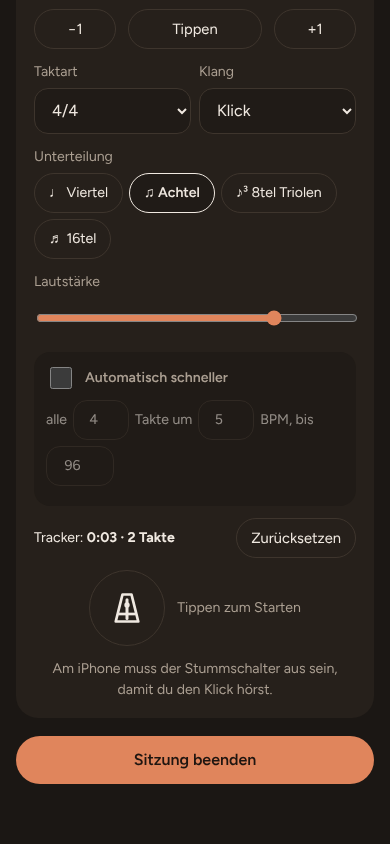 −1 Tippen +1
Taktart Klang
4/4 Klick
Unterteilung
♩ Viertel ♫ Achtel ♪³ 8tel Triolen
♬ 16tel
Lautstärke
Automatisch schneller
alle 4 Takte um 5 BPM, bis
96
Tracker: 0:03 · 2 Takte Zurücksetzen
Tippen zum Starten
Am iPhone muss der Stummschalter aus sein,
damit du den Klick hörst.
Sitzung beenden